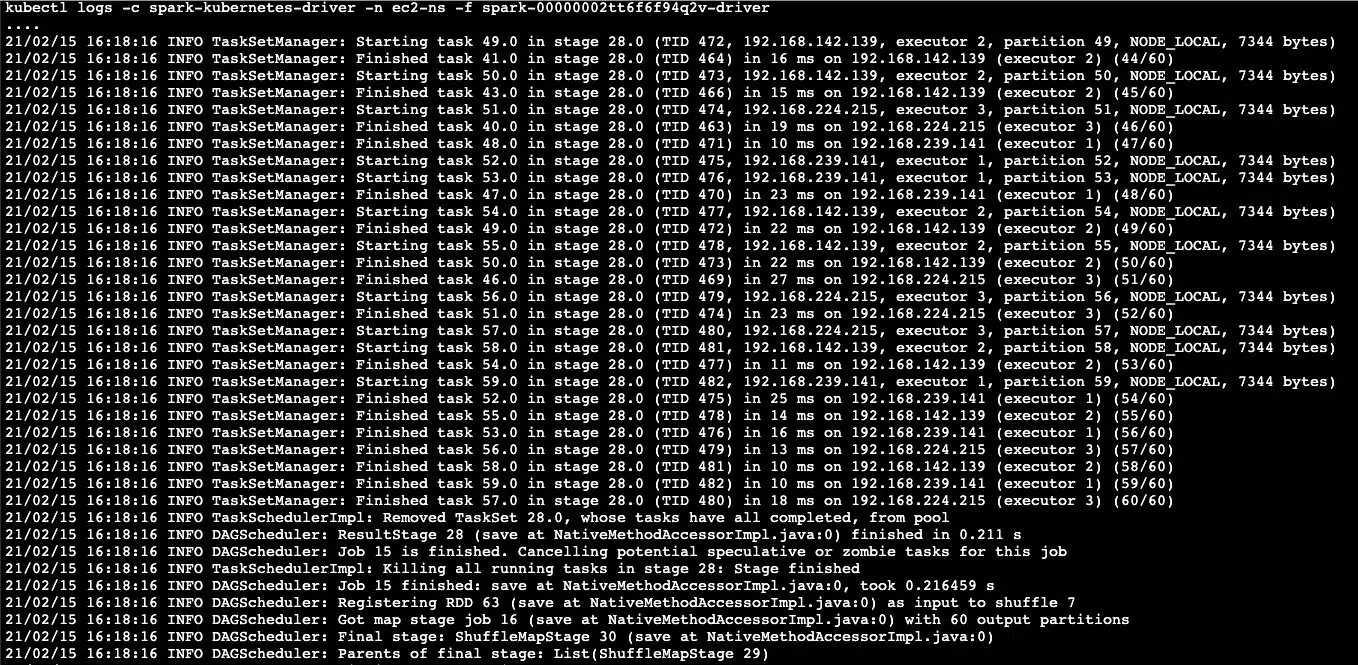 kubectl logs -c spark-kubernetes-driver -n ec2-ns -f spark-00000002tt6f6f94q2v-driver
....
21/02/15 16:18:16 INFO TaskSetManager: Starting task 49.0 in stage 28.0 (TID 472, 192.168.142.139, executor 2, partition 49, NODE_LOCAL, 7344 bytes)
21/02/15 16:18:16 INFO TaskSetManager: Finished task 41.0 in stage 28.0 (TID 464) in 16 ms on 192.168.142.139 (executor 2) (44/60)
21/02/15 16:18:16 INFO TaskSetManager: Starting task 50.0 in stage 28.0 (TID 473, 192.168.142.139, executor 2, partition 50, NODE_LOCAL, 7344 bytes)
21/02/15 16:18:16 INFO TaskSetManager: Finished task 43.0 in stage 28.0 (TID 466) in 15 ms on 192.168.142.139 (executor 2) (45/60)
21/02/15 16:18:16 INFO TaskSetManager: Starting task 51.0 in stage 28.0 (TID 474, 192.168.224.215, executor 3, partition 51, NODE_LOCAL, 7344 bytes)
21/02/15 16:18:16 INFO TaskSetManager: Finished task 40.0 in stage 28.0 (TID 463) in 19 ms on 192.168.224.215 (executor 3) (46/60)
21/02/15 16:18:16 INFO TaskSetManager: Finished task 48.0 in stage 28.0 (TID 471) in 10 ms on 192.168.239.141 (executor 1) (47/60)
21/02/15 16:18:16 INFO TaskSetManager: Starting task 52.0 in stage 28.0 (TID 475, 192.168.239.141, executor 1, partition 52, NODE_LOCAL, 7344 bytes)
21/02/15 16:18:16 INFO TaskSetManager: Starting task 53.0 in stage 28.0 (TID 476, 192.168.239.141, executor 1, partition 53, NODE_LOCAL, 7344 bytes)
21/02/15 16:18:16 INFO TaskSetManager: Finished task 47.0 in stage 28.0 (TID 470) in 23 ms on 192.168.239.141 (executor 1) (48/60)
21/02/15 16:18:16 INFO TaskSetManager: Starting task 54.0 in stage 28.0 (TID 477, 192.168.142.139, executor 2, partition 54, NODE_LOCAL, 7344 bytes)
21/02/15 16:18:16 INFO TaskSetManager: Finished task 49.0 in stage 28.0 (TID 472) in 22 ms on 192.168.142.139 (executor 2) (49/60)
21/02/15 16:18:16 INFO TaskSetManager: Starting task 55.0 in stage 28.0 (TID 478, 192.168.142.139, executor 2, partition 55, NODE_LOCAL, 7344 bytes)
21/02/15 16:18:16 INFO TaskSetManager: Finished task 50.0 in stage 28.0 (TID 473) in 22 ms on 192.168.142.139 (executor 2) (50/60)
21/02/15 16:18:16 INFO TaskSetManager: Finished task 46.0 in stage 28.0 (TID 469) in 27 ms on 192.168.224.215 (executor 3) (51/60)
21/02/15 16:18:16 INFO TaskSetManager: Starting task 56.0 in stage 28.0 (TID 479, 192.168.224.215, executor 3, partition 56, NODE_LOCAL, 7344 bytes)
21/02/15 16:18:16 INFO TaskSetManager: Finished task 51.0 in stage 28.0 (TID 474) in 23 ms on 192.168.224.215 (executor 3) (52/60)
21/02/15 16:18:16 INFO TaskSetManager: Starting task 57.0 in stage 28.0 (TID 480, 192.168.224.215, executor 3, partition 57, NODE_LOCAL, 7344 bytes)
21/02/15 16:18:16 INFO TaskSetManager: Starting task 58.0 in stage 28.0 (TID 481, 192.168.142.139, executor 2, partition 58, NODE_LOCAL, 7344 bytes)
21/02/15 16:18:16 INFO TaskSetManager: Finished task 54.0 in stage 28.0 (TID 477) in 11 ms on 192.168.142.139 (executor 2) (53/60)
21/02/15 16:18:16 INFO TaskSetManager: Starting task 59.0 in stage 28.0 (TID 482, 192.168.239.141, executor 1, partition 59, NODE_LOCAL, 7344 bytes)
21/02/15 16:18:16 INFO TaskSetManager: Finished task 52.0 in stage 28.0 (TID 475) in 25 ms on 192.168.239.141 (executor 1) (54/60)
21/02/15 16:18:16 INFO TaskSetManager: Finished task 55.0 in stage 28.0 (TID 478) in 14 ms on 192.168.142.139 (executor 2) (55/60)
21/02/15 16:18:16 INFO TaskSetManager: Finished task 53.0 in stage 28.0 (TID 476) in 16 ms on 192.168.239.141 (executor 1) (56/60)
21/02/15 16:18:16 INFO TaskSetManager: Finished task 56.0 in stage 28.0 (TID 479) in 13 ms on 192.168.224.215 (executor 3) (57/60)
21/02/15 16:18:16 INFO TaskSetManager: Finished task 58.0 in stage 28.0 (TID 481) in 10 ms on 192.168.142.139 (executor 2) (58/60)
21/02/15 16:18:16 INFO TaskSetManager: Finished task 59.0 in stage 28.0 (TID 482) in 10 ms on 192.168.239.141 (executor 1) (59/60)
21/02/15 16:18:16 INFO TaskSetManager: Finished task 57.0 in stage 28.0 (TID 480) in 18 ms on 192.168.224.215 (executor 3) (60/60)
21/02/15 16:18:16 INFO TaskSchedulerImpl: Removed TaskSet 28.0, whose tasks have all completed, from pool
21/02/15 16:18:16 INFO DAGScheduler: ResultStage 28 (save at NativeMethodAccessorImpl.java:0) finished in 0.211 s
21/02/15 16:18:16 INFO DAGScheduler: Job 15 is finished. Cancelling potential speculative or zombie tasks for this job
21/02/15 16:18:16 INFO TaskSchedulerImpl: Killing all running tasks in stage 28: Stage finished
21/02/15 16:18:16 INFO DAGScheduler: Job 15 finished: save at NativeMethodAccessorImpl.java:0, took 0.216459 s
21/02/15 16:18:16 INFO DAGScheduler: Registering RDD 63 (save at NativeMethodAccessorImpl.java:0) as input to shuffle 7
21/02/15 16:18:16 INFO DAGScheduler: Got map stage job 16 (save at NativeMethodAccessorImpl.java:0) with 60 output partitions
21/02/15 16:18:16 INFO DAGScheduler: Final stage: ShuffleMapStage 30 (save at NativeMethodAccessorImpl.java:0)
21/02/15 16:18:16 INFO DAGScheduler: Parents of final stage: List(ShuffleMapStage 29)